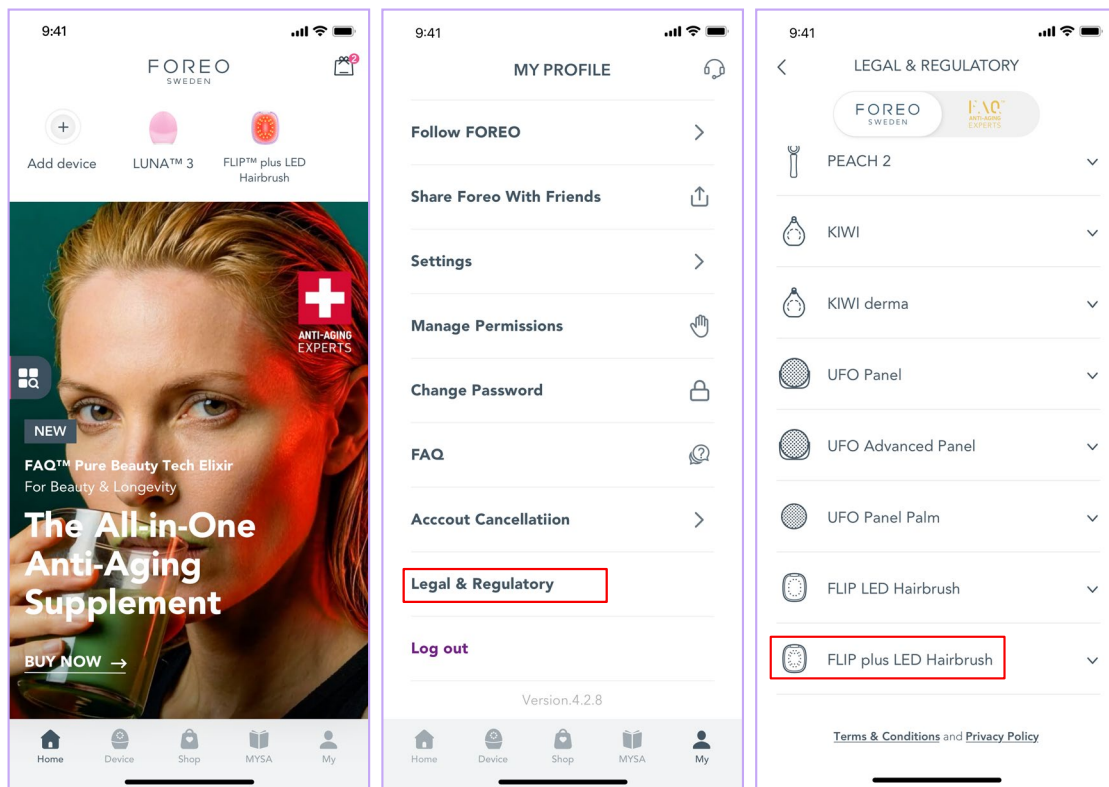 9:41
FOREO
SWEDEN
2
Add device
LUNA™ 3
FLIP™ plus LED
Hairbrush
ANTI-AGING
EXPERTS
NEW
FAQ™ Pure Beauty Tech Elixir
For Beauty & Longevity
The All-in-One
Anti-Aging
Supplement
BUY NOW →
Home
Device
Shop
MYSA
My
9:41
MY PROFILE
Follow FOREO
Share Foreo With Friends
Settings
Manage Permissions
Change Password
FAQ
Acccout Cancellatiion
Legal & Regulatory
Log out
Version.4.2.8
Home
Device
Shop
MYSA
My
9:41
LEGAL & REGULATORY
FOREO
SWEDEN
FAQ™
ANTI-AGING
EXPERTS
PEACH 2
KIWI
KIWI derma
UFO Panel
UFO Advanced Panel
UFO Panel Palm
FLIP LED Hairbrush
FLIP plus LED Hairbrush
Terms & Conditions and Privacy Policy